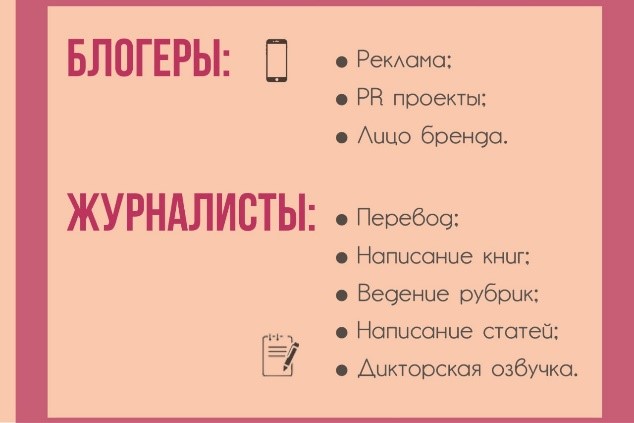 БЛОГЕРЫ:
• Реклама;
• PR проекты;
• Лицо бренда.
ЖУРНАЛИСТЫ:
• Перевод;
• Написание книг;
• Ведение рубрик;
• Написание статей;
• Дикторская озвучка.